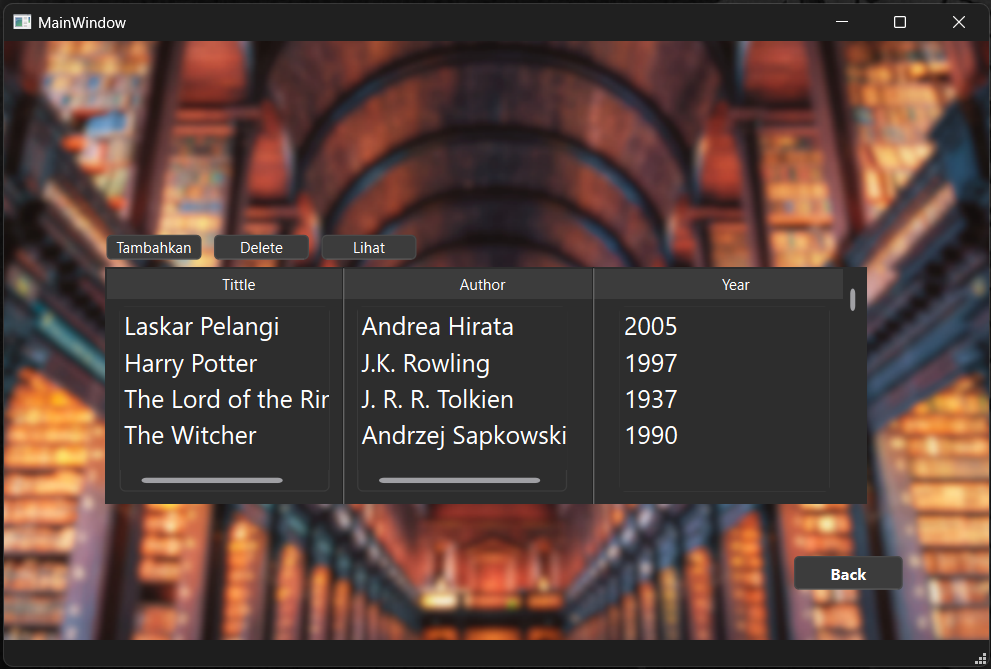 MainWindow
Tambahkan Delete Lihat
Tittle Author Year
Laskar Pelangi Andrea Hirata 2005
Harry Potter J.K. Rowling 1997
The Lord of the Rir J. R. R. Tolkien 1937
The Witcher Andrzej Sapkowski 1990
Back